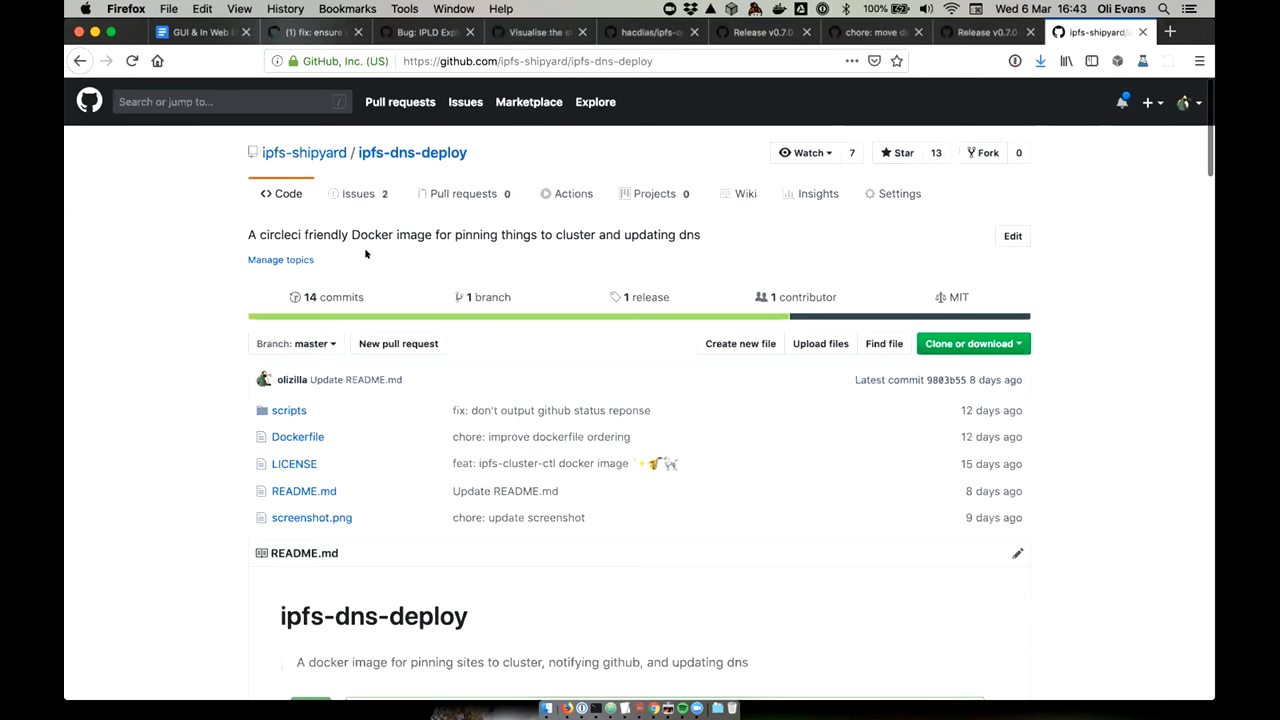 Firefox File Edit View History Bookmarks Tools Window Help 100% Wed 6 Mar 16:43 Oli Evans
GUI & In Web (1) fix: ensure Bug: IPLD Exp Visualise the s hacdias/ipfs- Release v0.7.0 chore: move d Release v0.7.0 ipfs-shipyard/
GitHub, Inc. (US) https://github.com/ipfs-shipyard/ipfs-dns-deploy
Search or jump to... / Pull requests Issues Marketplace Explore
ipfs-shipyard / ipfs-dns-deploy Watch 7 Star 13 Fork 0
<> Code Issues 2 Pull requests 0 Actions Projects 0 Wiki Insights Settings
A circleci friendly Docker image for pinning things to cluster and updating dns Edit
Manage topics
14 commits 1 branch 1 release 1 contributor MIT
Branch: master New pull request Create new file Upload files Find file Clone or download
olizilla Update README.md Latest commit 9803b55 8 days ago
scripts fix: don't output github status reponse 12 days ago
Dockerfile chore: improve dockerfile ordering 12 days ago
LICENSE feat: ipfs-cluster-ctl docker image ✨🎷🐩 15 days ago
README.md Update README.md 8 days ago
screenshot.png chore: update screenshot 9 days ago
README.md
ipfs-dns-deploy
A docker image for pinning sites to cluster, notifying github, and updating dns